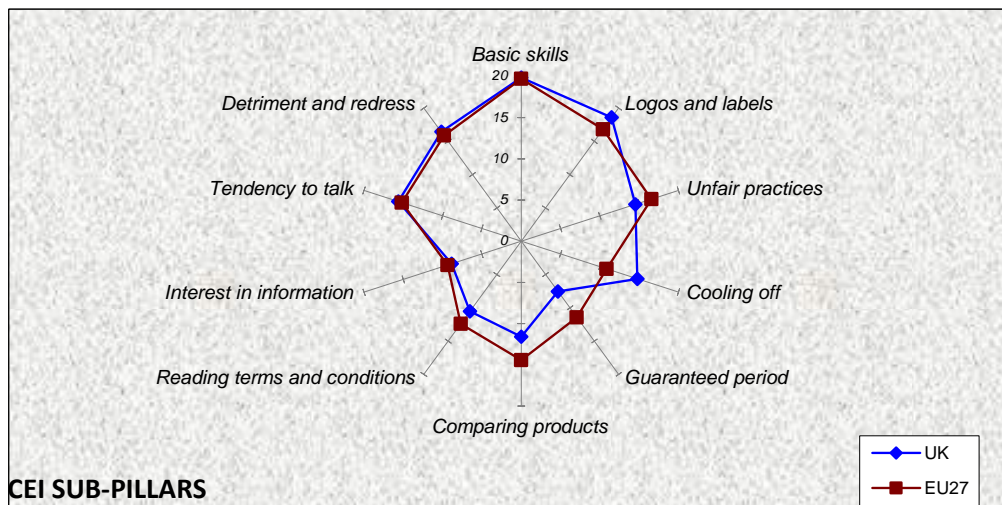 Basic skills
20
Detriment and redress
Logos and labels
15
10
Tendency to talk
Unfair practices
5
0
Interest in information
Cooling off
Reading terms and conditions
Guaranteed period
Comparing products
UK
EU27
CEI SUB-PILLARS